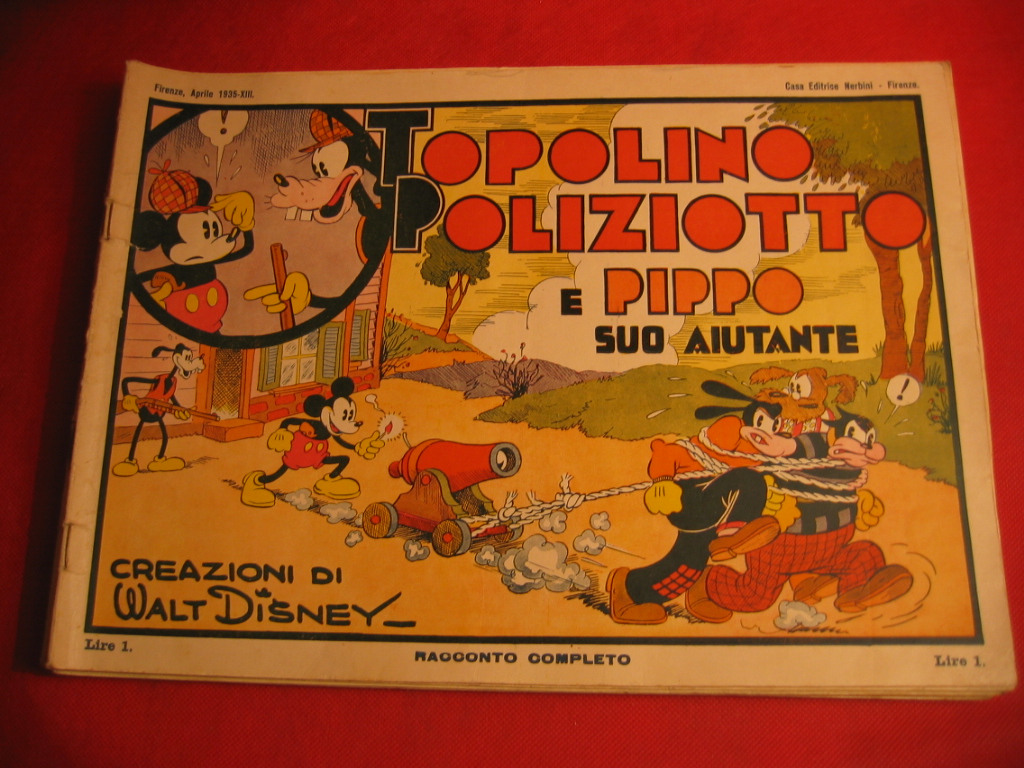 Firenze, Aprile 1935-XIII.
Casa Editrice Nerbini - Firenze.
TOPOLINO
POLIZIOTTO
E PIPPO
SUO AIUTANTE
!
!
CREAZIONI DI
WALT DISNEY
Lire 1.
RACCONTO COMPLETO
Lire 1.